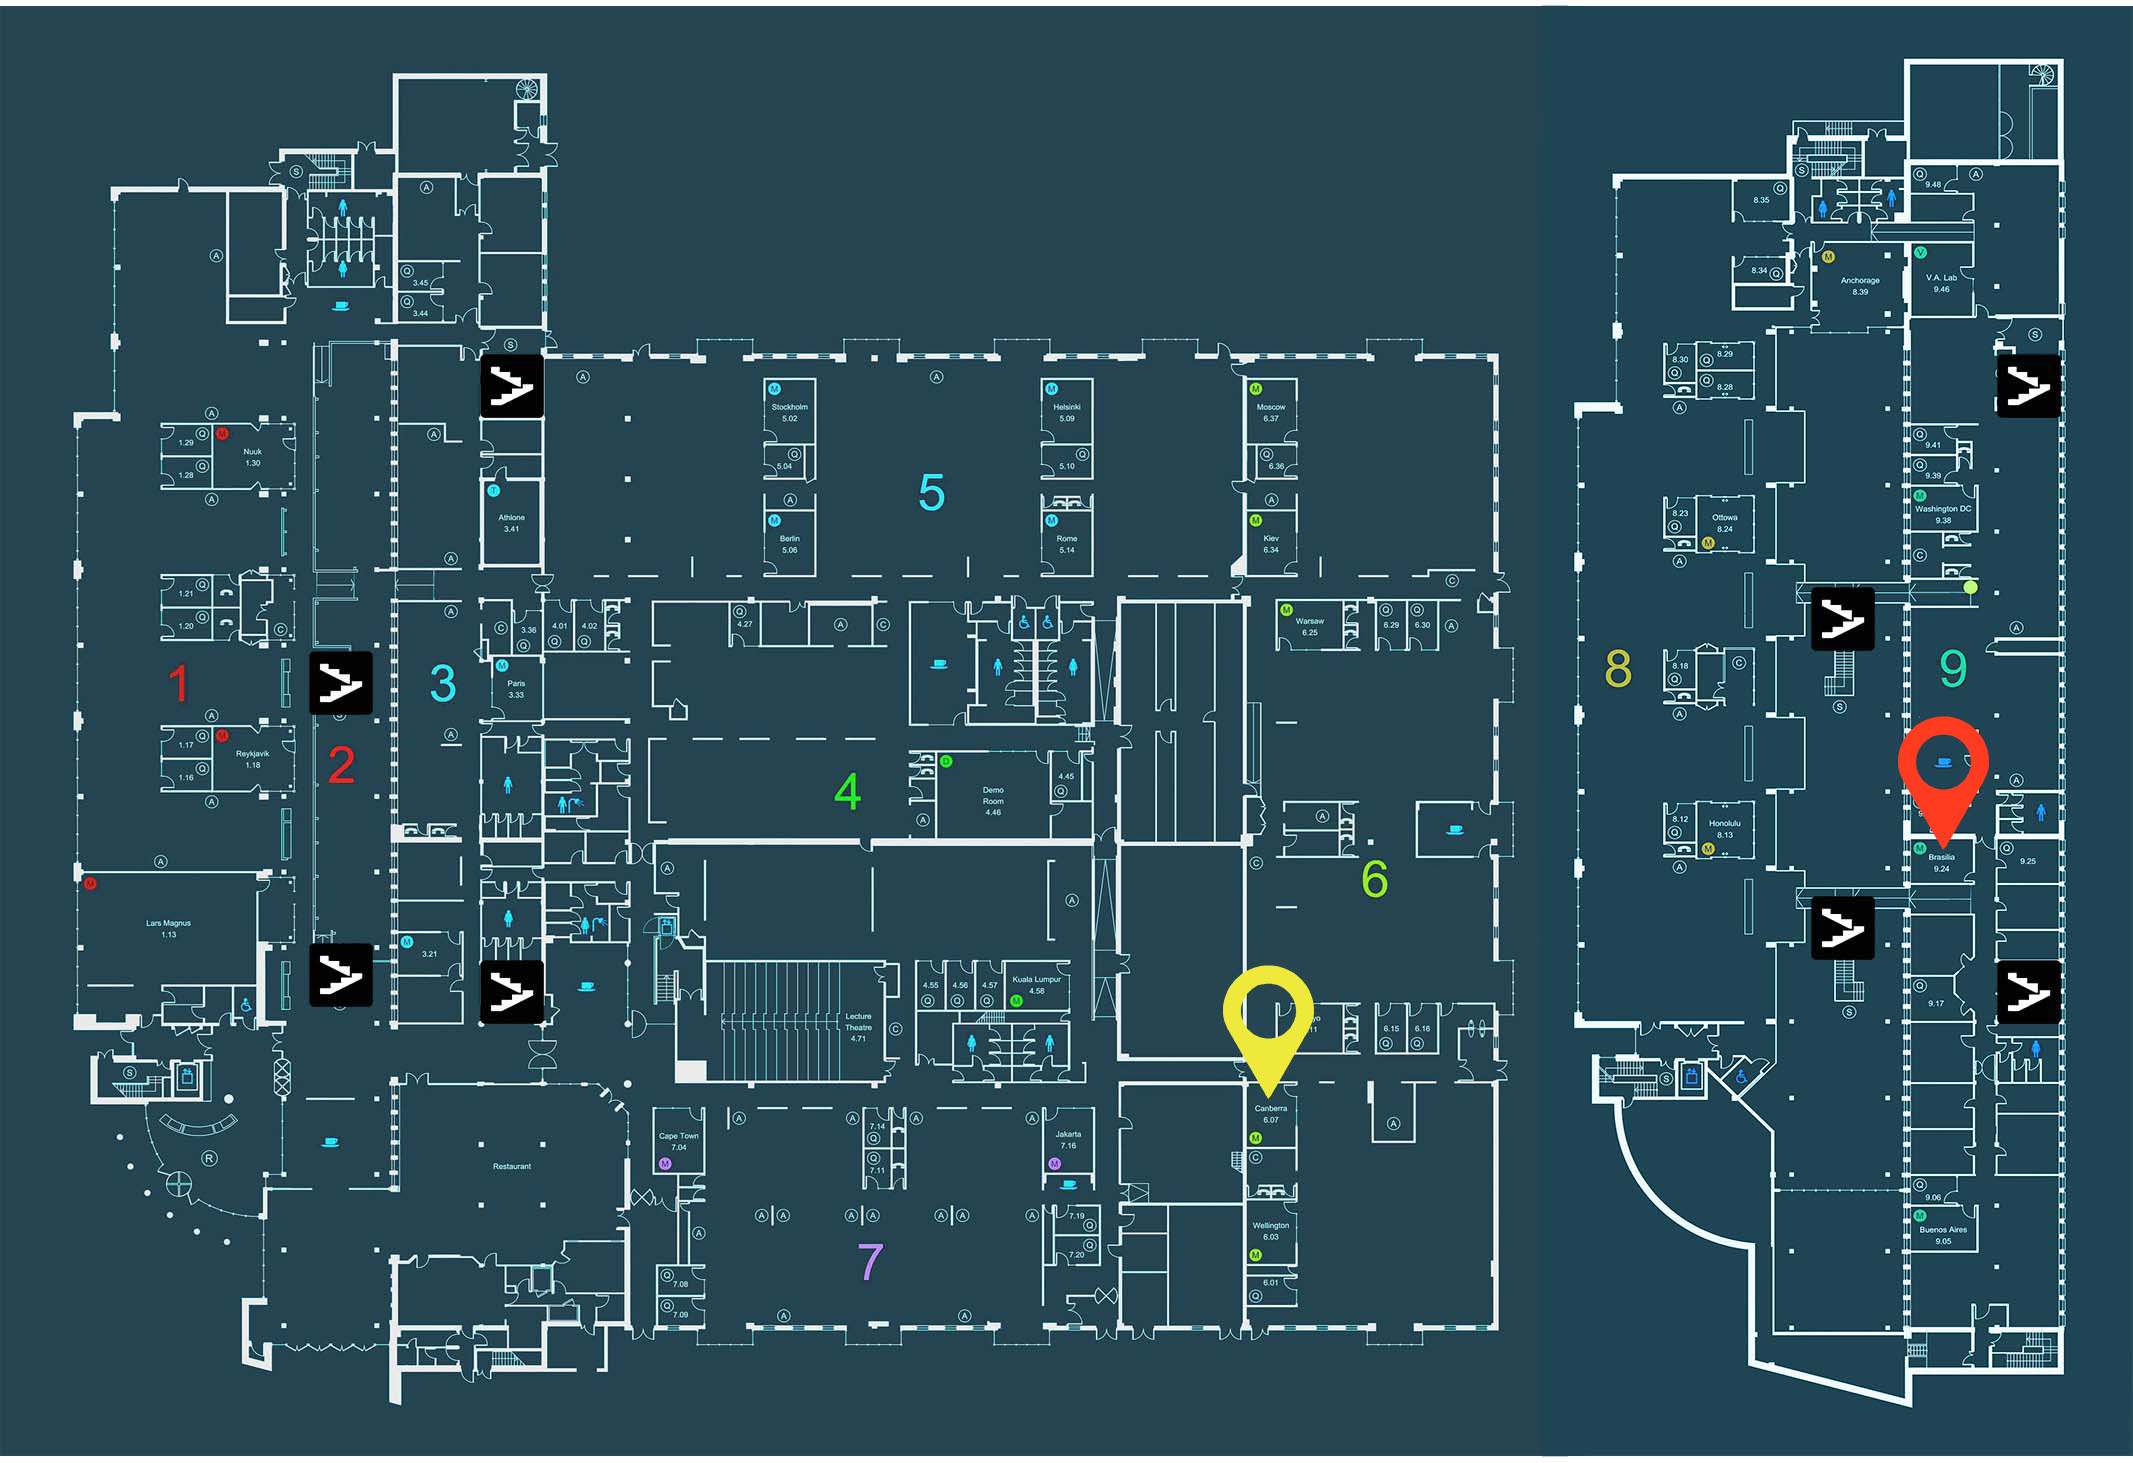 S
A
A
Q
3.45
Q
3.44
S
A
A
M
Stockholm
5.02
Q
5.04
A
M
Berlin
5.06
5
M
Helsinki
5.09
Q
5.10
M
Rome
5.14
M
Moscow
6.37
Q
6.36
A
M
Kiev
6.34
A
1.29
Q
M
Nuuk
1.30
1.28
Q
A
A
T
Athlone
3.41
A
A
1.21
Q
1.20
Q
C
1
A
1.17
Q
M
Reykjavik
1.18
1.16
Q
A
2
A
M
Lars Magnus
1.13
A
3
A
C
3.36
Q
4.01
Q
4.02
Q
M
Paris
3.33
M
3.21
Q
4.27
A
C
4
D
Demo
Room
4.46
4.45
Q
A
C
M
Warsaw
6.25
Q
6.29
Q
6.30
A
A
C
6
A
A
4.55
Q
4.56
Q
4.57
Q
Kuala Lumpur
4.58
M
Lecture
Theatre
4.71
C
6.15
Q
6.16
Q
S
R
Restaurant
Cape Town
7.04
M
A
7.14
Q
Q
7.11
A
A
Jakarta
7.16
M
Canberra
6.07
M
C
A
A
A
A
A
A
A
A
A
7.19
Q
7.20
Q
7
Q
7.08
Q
7.09
A
A
Wellington
6.03
M
6.01
Q
S
Q
8.35
8.34
Q
M
Anchorage
8.39
Q
9.48
A
V
V.A. Lab
9.46
S
8.30
Q
8.29
Q
8.28
Q
A
Q
9.41
Q
9.39
M
Washington DC
9.38
C
8.23
Q
Ottowa
8.24
M
A
A
8
8.18
Q
C
A
S
9
A
8.12
Q
Honolulu
8.13
M
A
M
Brasilia
9.24
Q
9.25
Q
9.17
S
S
Q
9.06
M
Buenos Aires
9.05